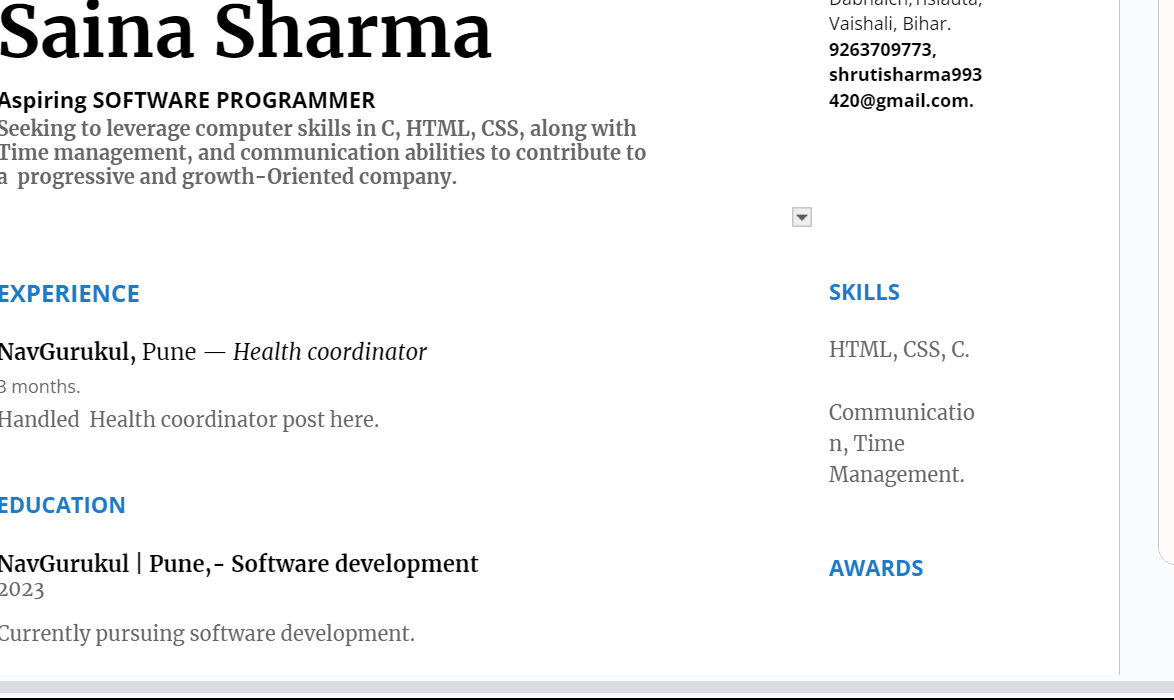 Saina Sharma
Aspiring SOFTWARE PROGRAMMER
Seeking to leverage computer skills in C, HTML, CSS, along with
Time management, and communication abilities to contribute to
a  progressive and growth-Oriented company.
Vaishali, Bihar.
9263709773,
shrutisharma993
420@gmail.com.
EXPERIENCE
NavGurukul, Pune — Health coordinator
3 months.
Handled  Health coordinator post here.
EDUCATION
NavGurukul | Pune,- Software development
2023
Currently pursuing software development.
SKILLS
HTML, CSS, C.
Communicatio
n, Time
Management.
AWARDS